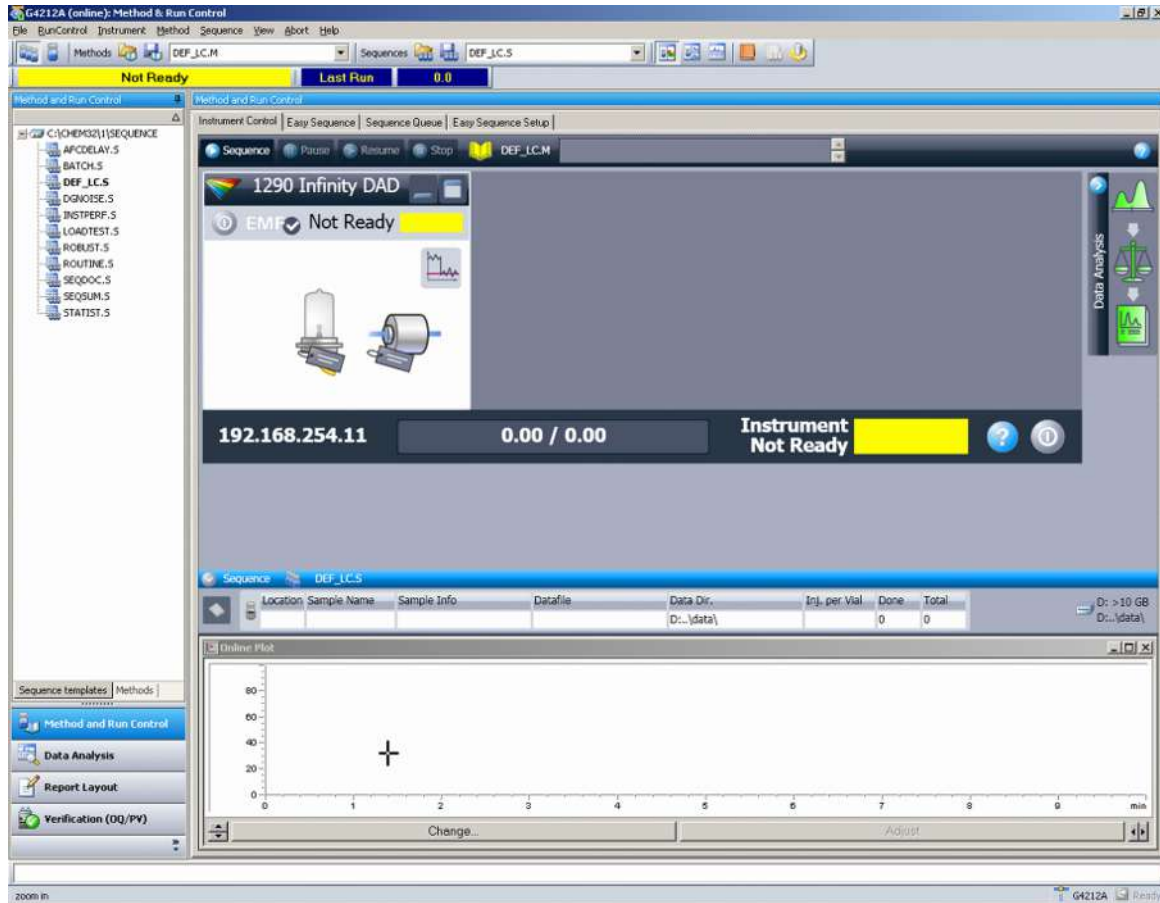 G4212A (online): Method & Run Control
File RunControl Instrument Method Sequence View Abort Help
Methods DEF_LC.M Sequences DEF_LC.S
Not Ready Last Run 0.0
Method and Run Control
C:\CHEM32\1\SEQUENCE
AFCDELAY.S
BATCH.S
DEF_LC.S
DGNOISE.S
INSTPERF.S
LOADTEST.S
ROBUST.S
ROUTINE.S
SEQDOC.S
SEQSUM.S
STATIST.S
Sequence templates Methods
Method and Run Control
Data Analysis
Report Layout
Verification (OQ/PV)
Method and Run Control
Instrument Control Easy Sequence Sequence Queue Easy Sequence Setup
Sequence Pause Resume Stop DEF_LC.M
1290 Infinity DAD
EMF Not Ready
Data Analysis
192.168.254.11 0.00 / 0.00 Instrument
Not Ready
Sequence DEF_LC.S
Location Sample Name Sample Info Datafile Data Dir. Inj. per Vial Done Total D: >10 GB
D:..\data\ 0 0 D:..\data\
Online Plot
80
60
40
20
0
0 1 2 3 4 5 6 7 8 9 min
Change... Adjust
zoom in G4212A Ready